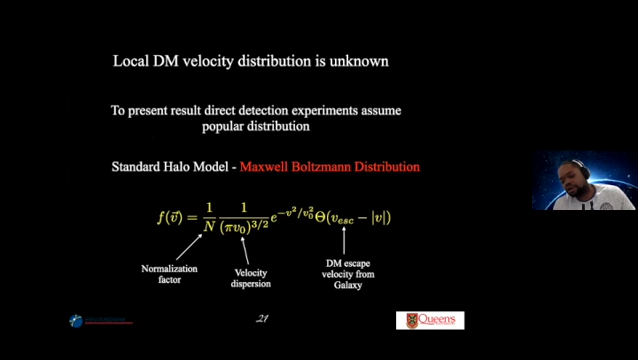 Local DM velocity distribution is unknown
To present result direct detection experiments assume
popular distribution
Standard Halo Model - Maxwell Boltzmann Distribution
f(v⃗) = 1/N 1/(πv₀)^{3/2} e^{-v²/v₀²} Θ(v_esc − |v|)
Normalization
factor
Velocity
dispersion
DM escape
velocity from
Galaxy
21
Queen's